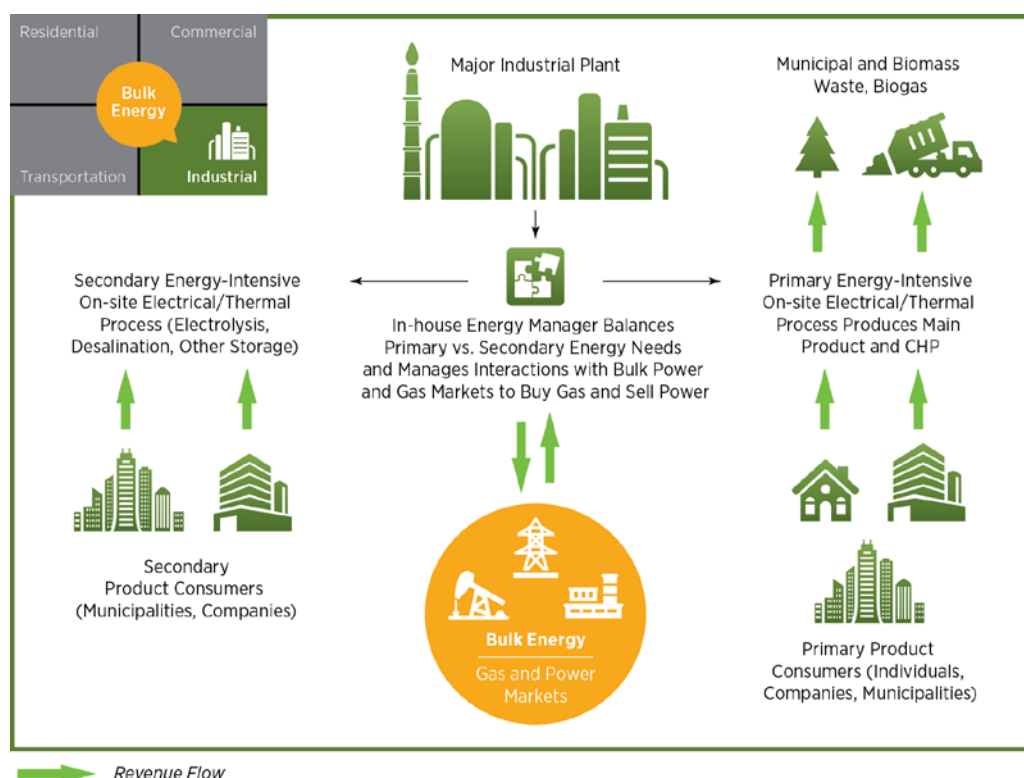 Residential
Commercial
Bulk
Energy
Transportation
Industrial
Major Industrial Plant
Municipal and Biomass
Waste, Biogas
Secondary Energy-Intensive
On-site Electrical/Thermal
Process (Electrolysis,
Desalination, Other Storage)
In-house Energy Manager Balances
Primary vs. Secondary Energy Needs
and Manages Interactions with Bulk Power
and Gas Markets to Buy Gas and Sell Power
Primary Energy-Intensive
On-site Electrical/Thermal
Process Produces Main
Product and CHP
Secondary
Product Consumers
(Municipalities, Companies)
Bulk Energy
Gas and Power
Markets
Primary Product
Consumers (Individuals,
Companies, Municipalities)
Revenue Flow